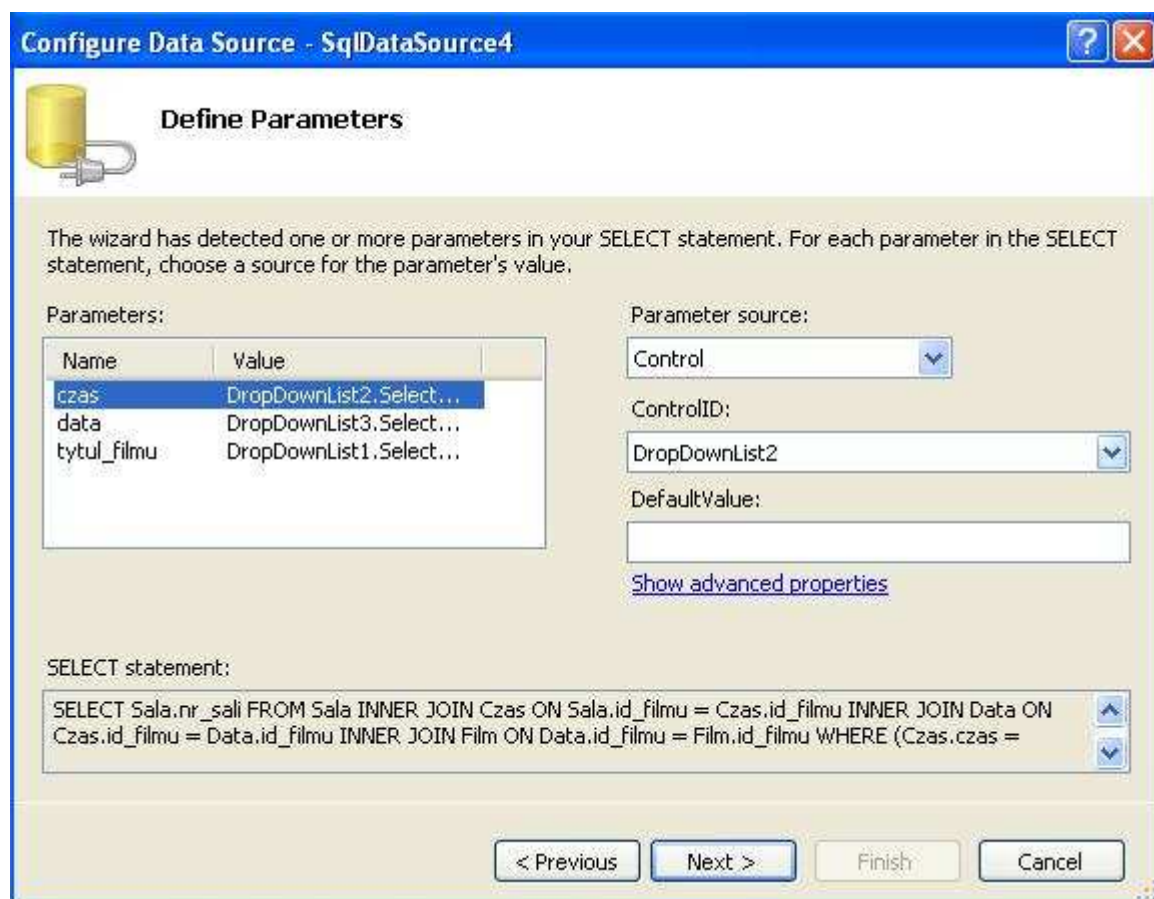 Configure Data Source - SqlDataSource4
Define Parameters
The wizard has detected one or more parameters in your SELECT statement. For each parameter in the SELECT
statement, choose a source for the parameter's value.
Parameters:
Name Value
czas DropDownList2.Select...
data DropDownList3.Select...
tytul_filmu DropDownList1.Select...
Parameter source:
Control
ControlID:
DropDownList2
DefaultValue:
Show advanced properties
SELECT statement:
SELECT Sala.nr_sali FROM Sala INNER JOIN Czas ON Sala.id_filmu = Czas.id_filmu INNER JOIN Data ON
Czas.id_filmu = Data.id_filmu INNER JOIN Film ON Data.id_filmu = Film.id_filmu WHERE (Czas.czas =
< Previous Next > Finish Cancel